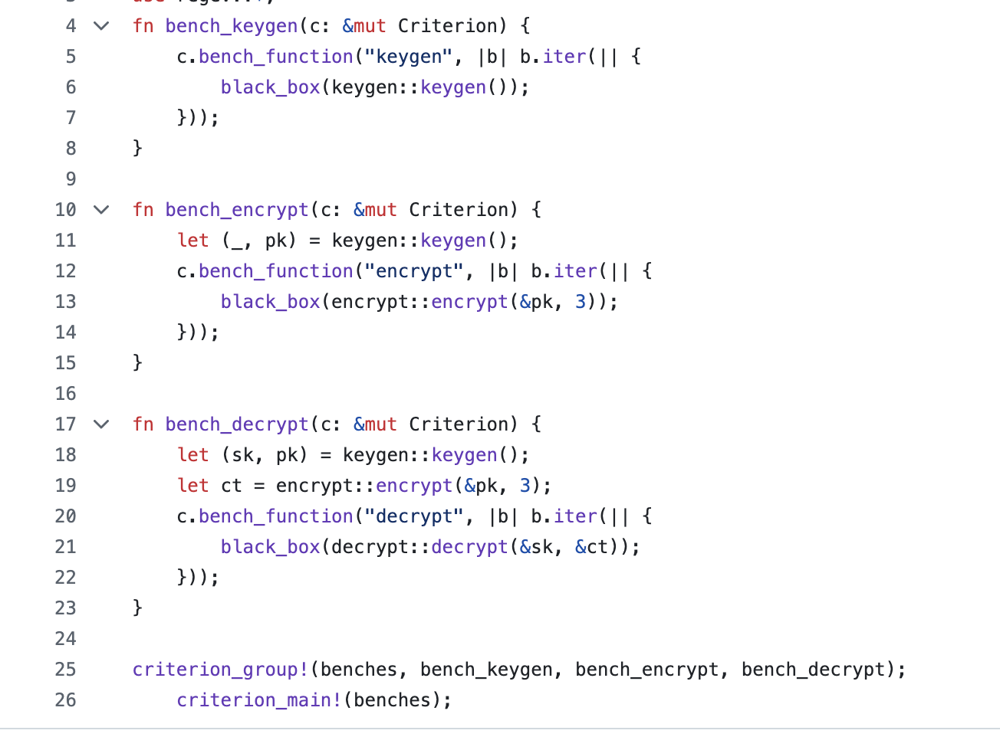 4 fn bench_keygen(c: &mut Criterion) {
5     c.bench_function("keygen", |b| b.iter(|| {
6         black_box(keygen::keygen());
7     }));
8 }
9
10 fn bench_encrypt(c: &mut Criterion) {
11     let (_, pk) = keygen::keygen();
12     c.bench_function("encrypt", |b| b.iter(|| {
13         black_box(encrypt::encrypt(&pk, 3));
14     }));
15 }
16
17 fn bench_decrypt(c: &mut Criterion) {
18     let (sk, pk) = keygen::keygen();
19     let ct = encrypt::encrypt(&pk, 3);
20     c.bench_function("decrypt", |b| b.iter(|| {
21         black_box(decrypt::decrypt(&sk, &ct));
22     }));
23 }
24
25 criterion_group!(benches, bench_keygen, bench_encrypt, bench_decrypt);
26     criterion_main!(benches);